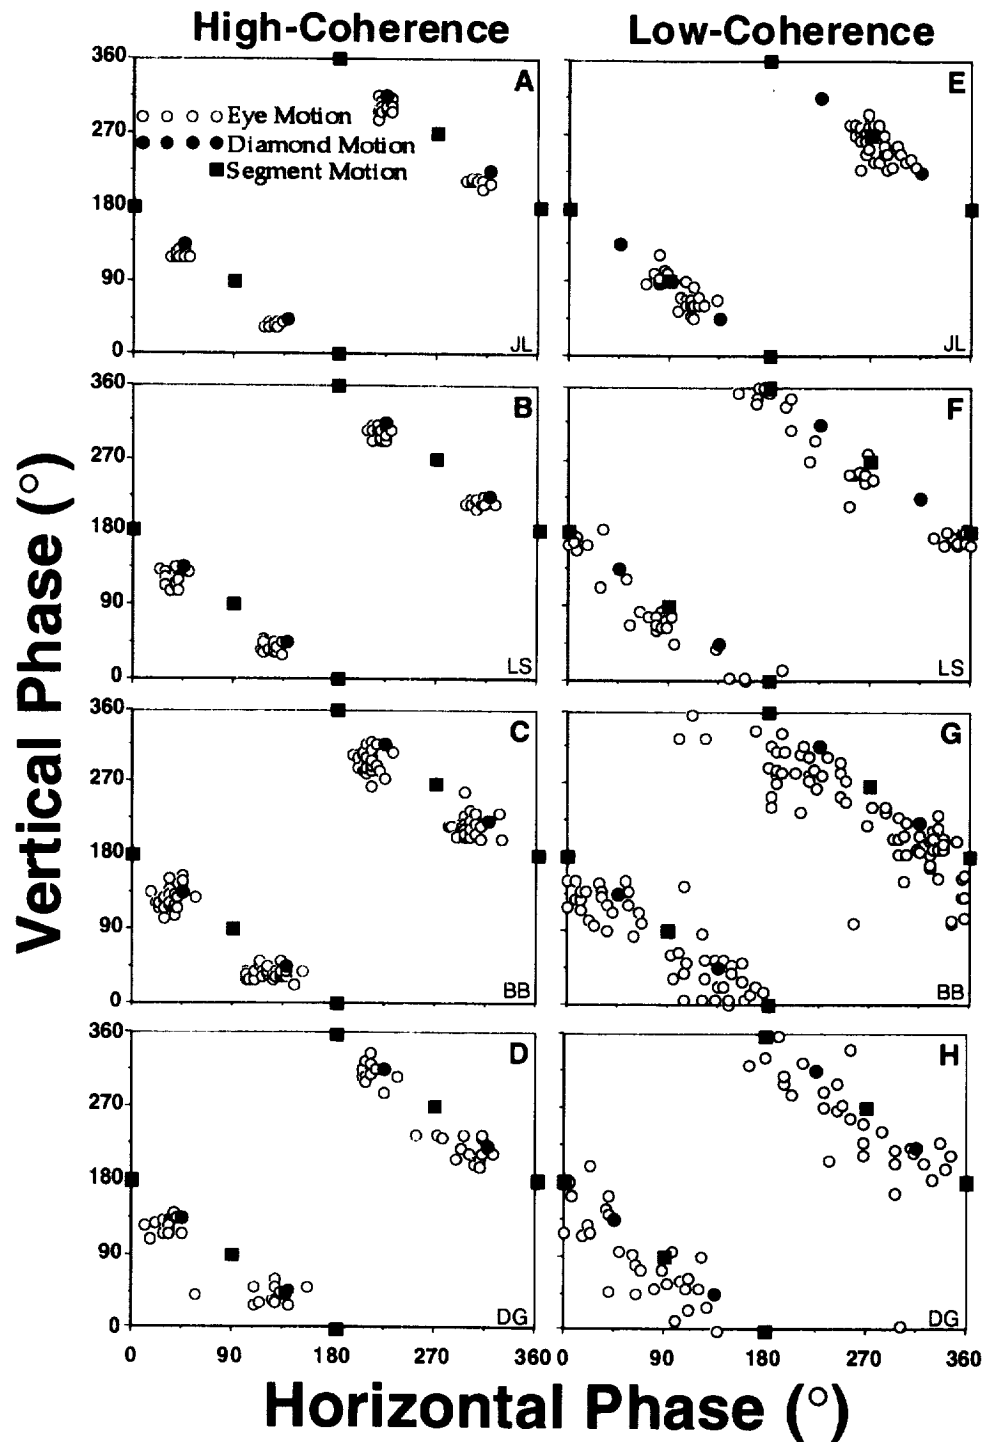 High-Coherence Low-Coherence
360 A E
Eye Motion
270
Diamond Motion
Segment Motion
180
90
0 JL JL
360
B F
270
180
90
0 LS LS
360
C G
270
180
90
0 BB BB
360
D H
270
180
90
0 DG DG
0 90 180 270 360 0 90 180 270 360
Vertical Phase (°)
Horizontal Phase (°)